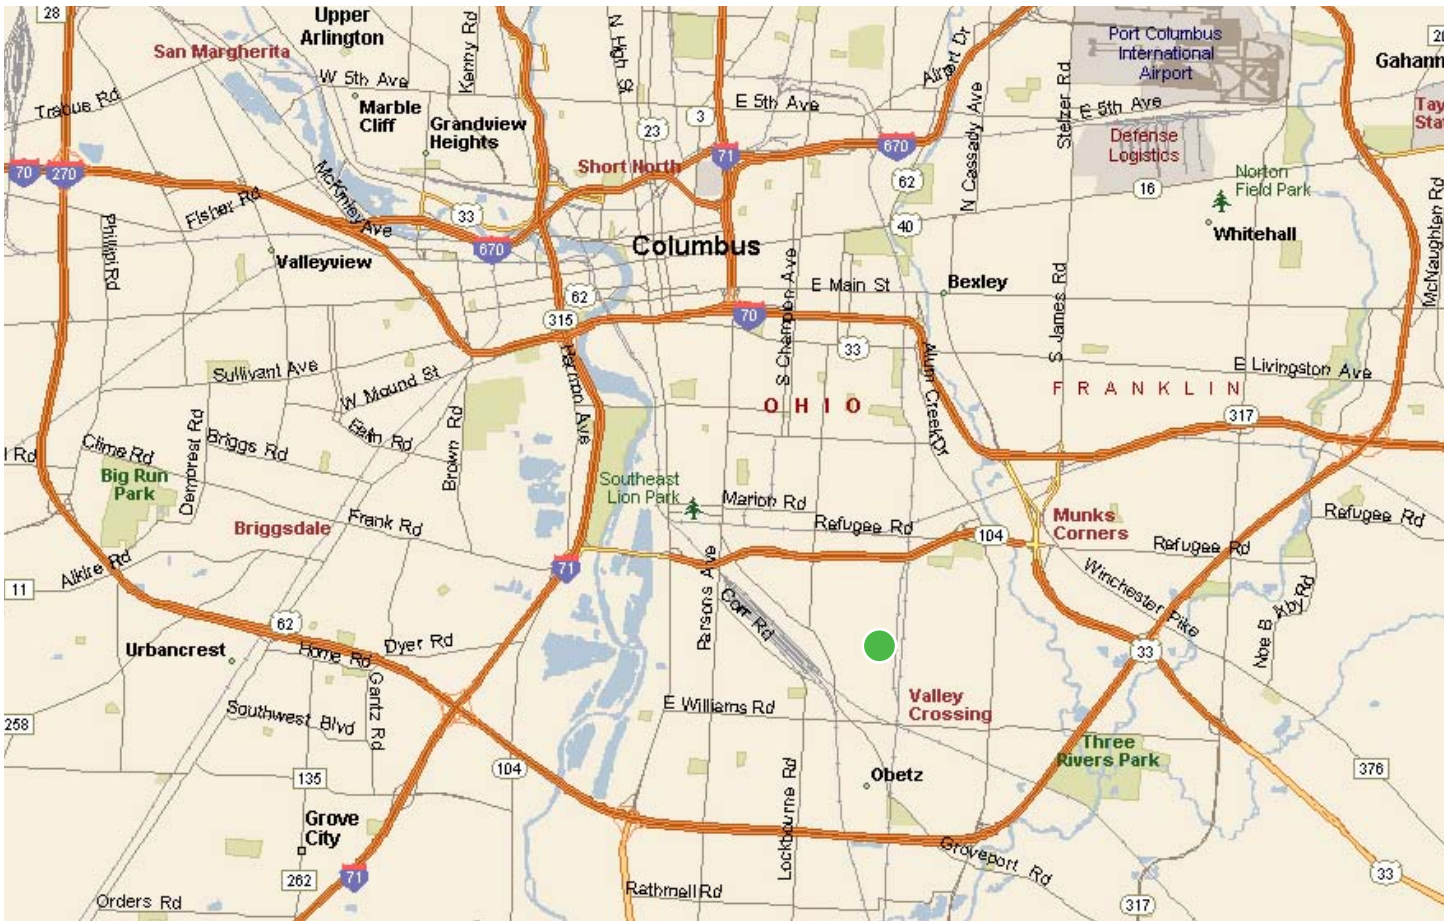 28
Upper
Arlington
Kenny Rd
N High St
Airport Dr
Port Columbus
International
Airport
Gahann
San Margherita
W 5th Ave
Marble
Cliff
Grandview
Heights
E 5th Ave
N Cassady Ave
Stelzer Rd
E 5th Ave
Tay
Stat
Trabue Rd
23
3
71
670
Defense
Logistics
Short North
70
270
McKinley Ave
62
16
Norton
Field Park
McNaughten Rd
Fisher Rd
33
40
Whitehall
Phillipi Rd
Valleyview
670
Columbus
S Champion Ave
E Main St
Bexley
S James Rd
62
315
70
33
Alum Creek Dr
E Livingston Ave
Sullivant Ave
Harmon Ave
FRANKLIN
W Mound St
OHIO
317
Eakin Rd
Brown Rd
Demorest Rd
Briggs Rd
Clime Rd
l Rd
Big Run
Park
Southeast
Lion Park
Marion Rd
Refugee Rd
Munks
Corners
Refugee Rd
Briggsdale
Frank Rd
104
Refugee Rd
Alkire Rd
71
Parsons Ave
Winchester Pike
11
Corr Rd
Noe Bixby Rd
62
Urbancrest
Home Rd
Dyer Rd
33
Gantz Rd
E Williams Rd
Valley
Crossing
258
Southwest Blvd
Three
Rivers Park
135
104
Lockbourne Rd
Obetz
376
Grove
City
Groveport Rd
262
71
Rathmell Rd
33
Orders Rd
317